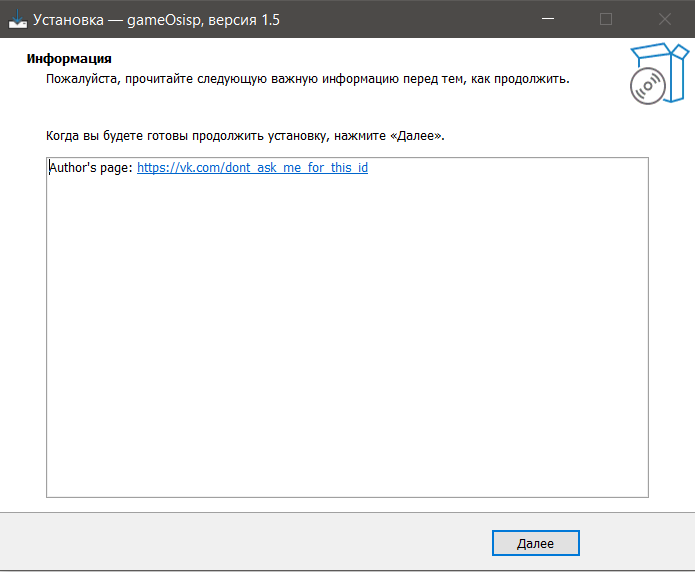 Установка — gameOsisp, версия 1.5
Информация
Пожалуйста, прочитайте следующую важную информацию перед тем, как продолжить.
Когда вы будете готовы продолжить установку, нажмите «Далее».
Author's page: https://vk.com/dont_ask_me_for_this_id
Далее